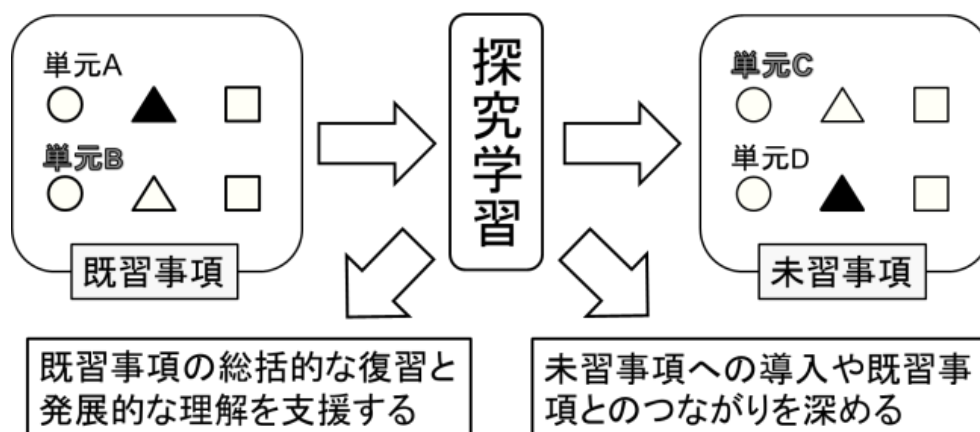 単元A
単元B
既習事項
探究学習
単元C
単元D
未習事項
既習事項の総括的な復習と
発展的な理解を支援する
未習事項への導入や既習事
項とのつながりを深める